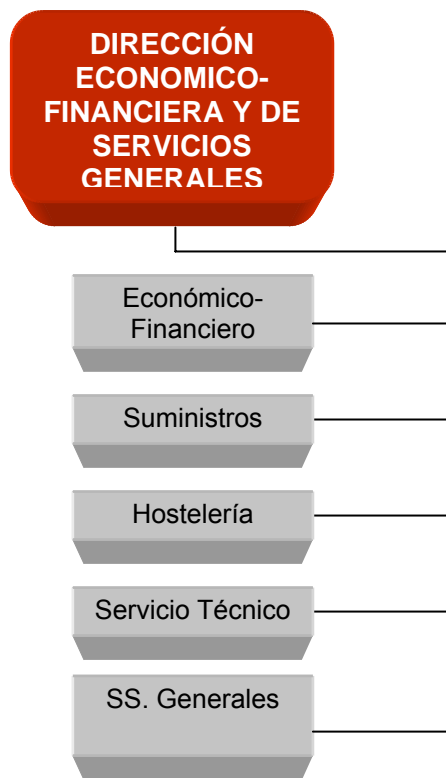 DIRECCIÓN
ECONOMICO-
FINANCIERA Y DE
SERVICIOS
GENERALES
Económico-
Financiero
Suministros
Hostelería
Servicio Técnico
SS. Generales